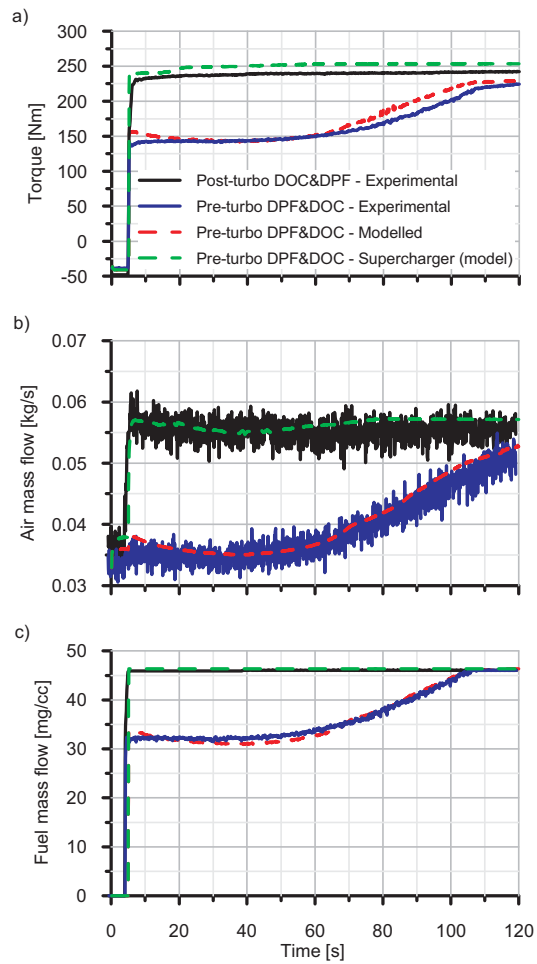 a)
300
250
200
150
100
50
0
-50
Torque [Nm]
Post-turbo DOC&DPF - Experimental
Pre-turbo DPF&DOC - Experimental
Pre-turbo DPF&DOC - Modelled
Pre-turbo DPF&DOC - Supercharger (model)
b)
0.07
0.06
0.05
0.04
0.03
Air mass flow [kg/s]
c)
50
40
30
20
10
0
Fuel mass flow [mg/cc]
0 20 40 60 80 100 120
Time [s]